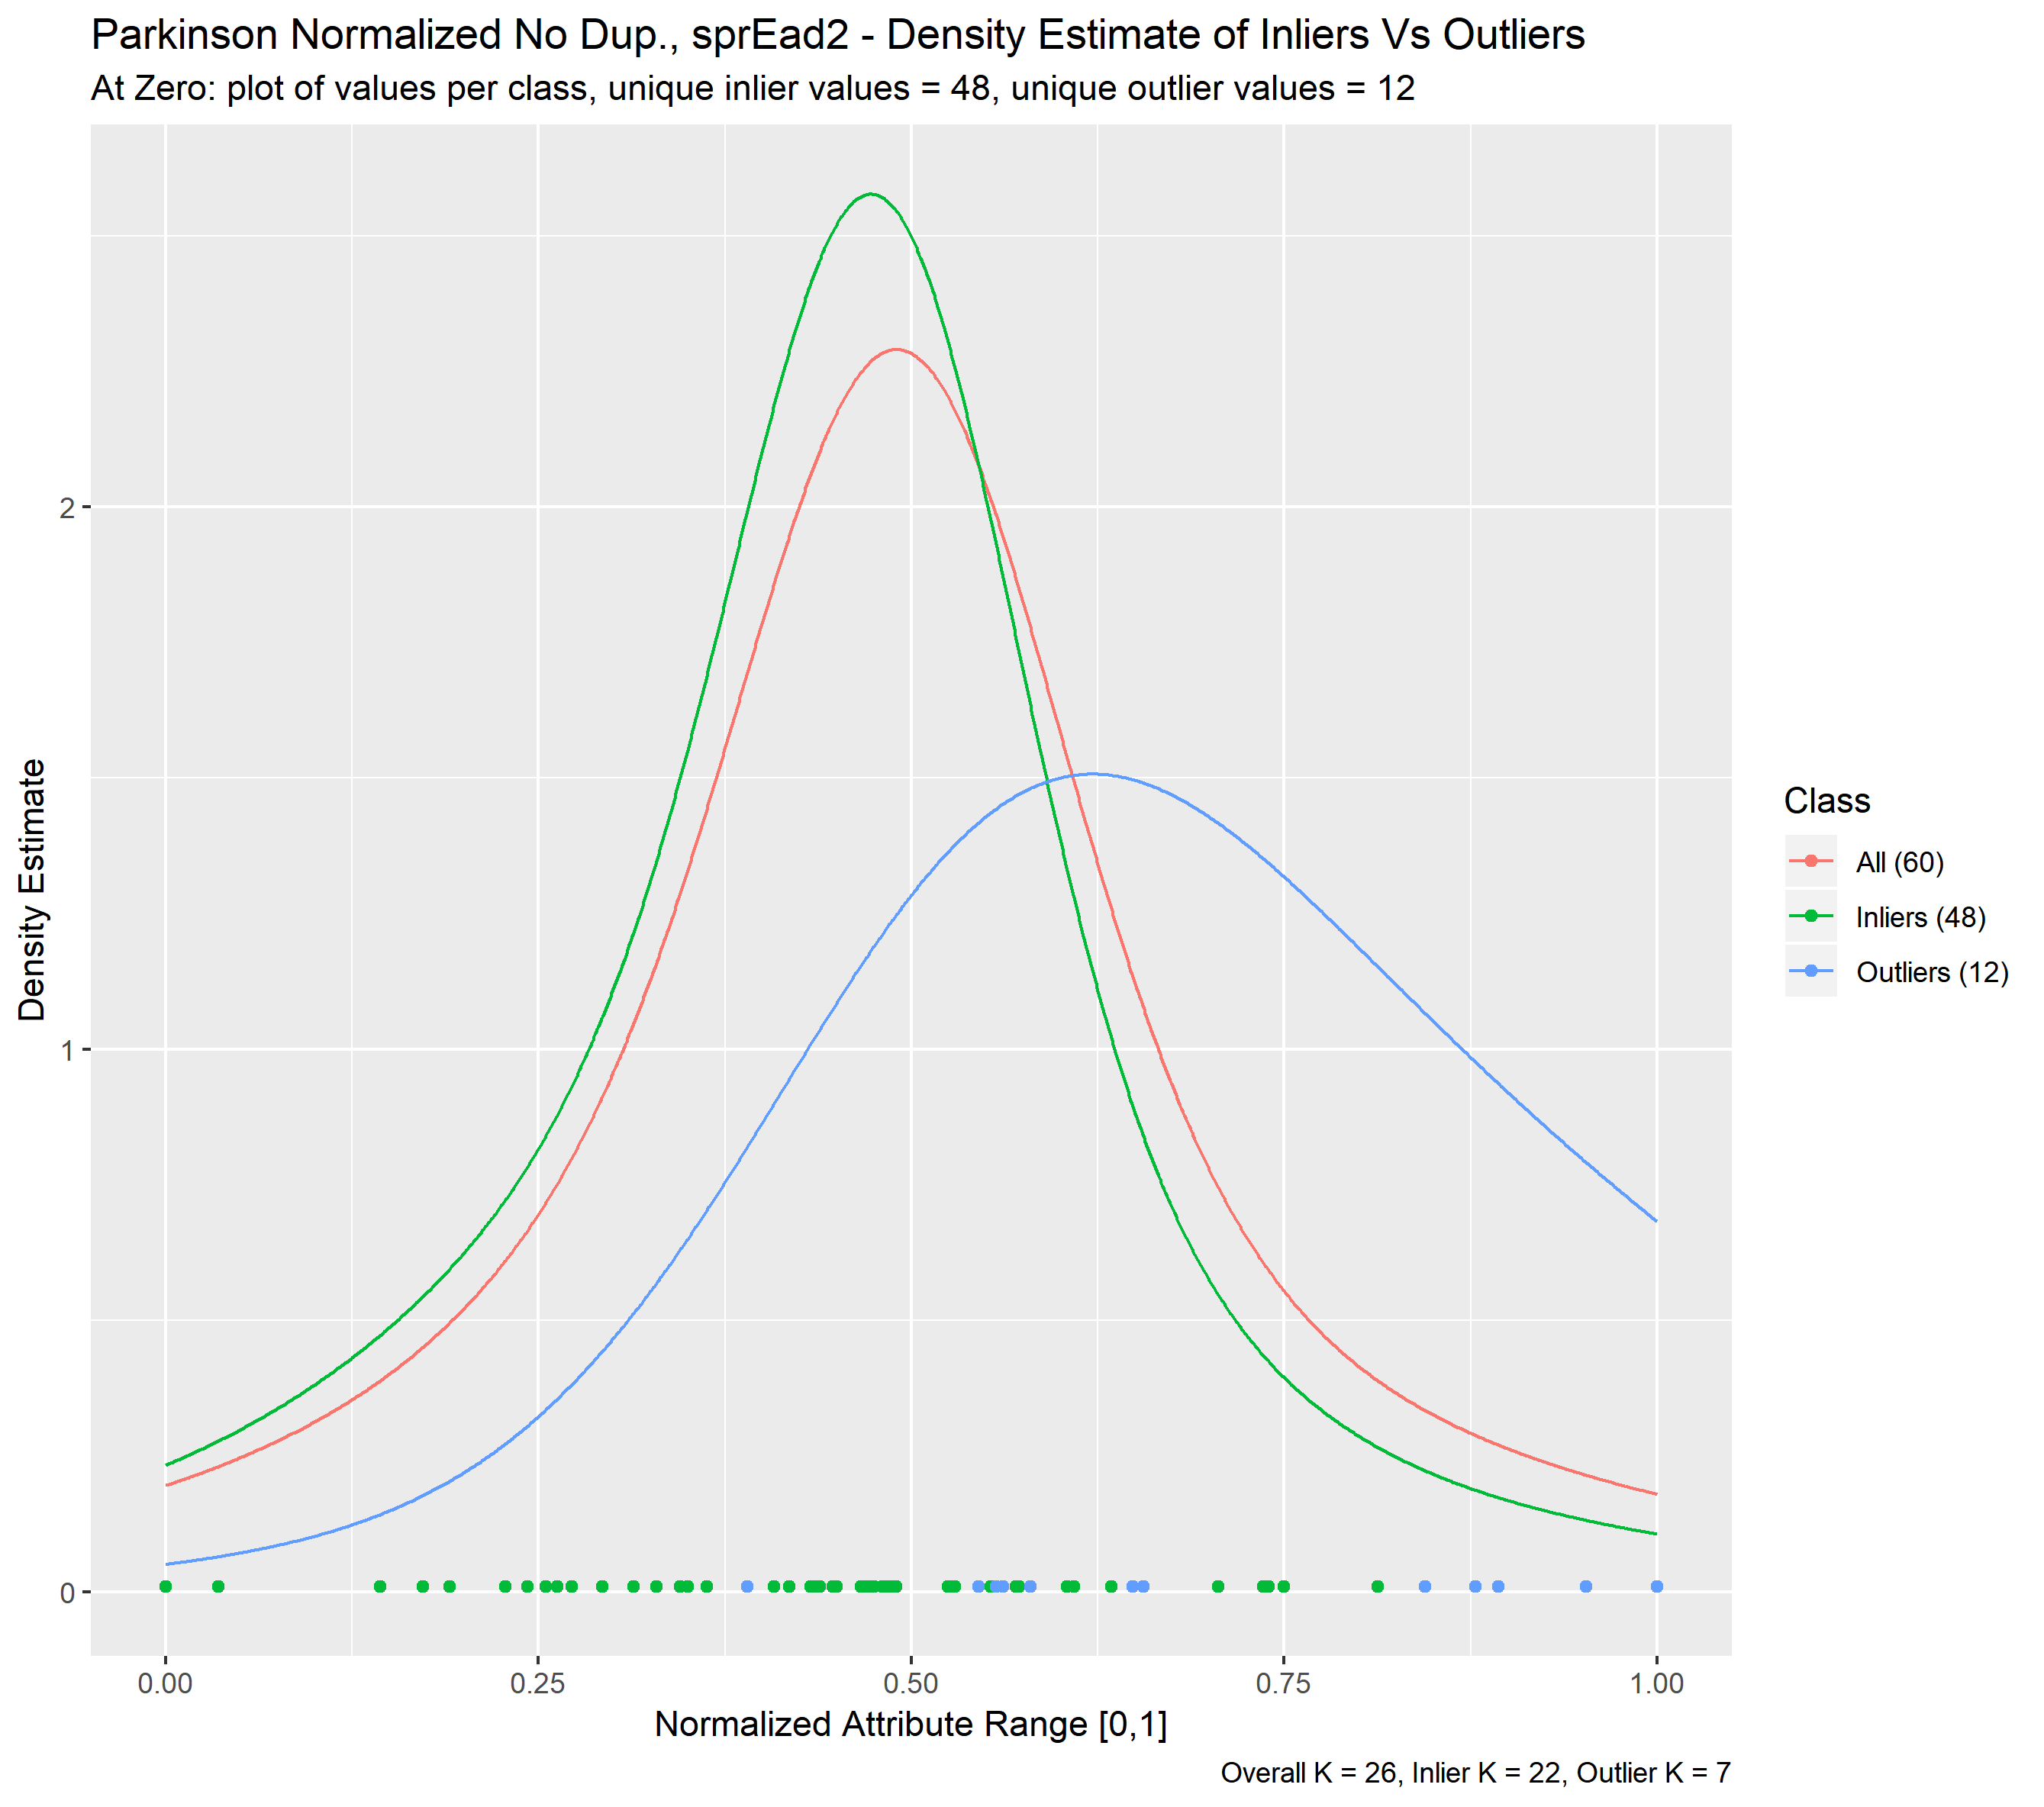 Parkinson Normalized No Dup., sprEad2 - Density Estimate of Inliers Vs Outliers
At Zero: plot of values per class, unique inlier values = 48, unique outlier values = 12
Density Estimate
2
1
0
0.00 0.25 0.50 0.75 1.00
Normalized Attribute Range [0,1]
Class
All (60)
Inliers (48)
Outliers (12)
Overall K = 26, Inlier K = 22, Outlier K = 7